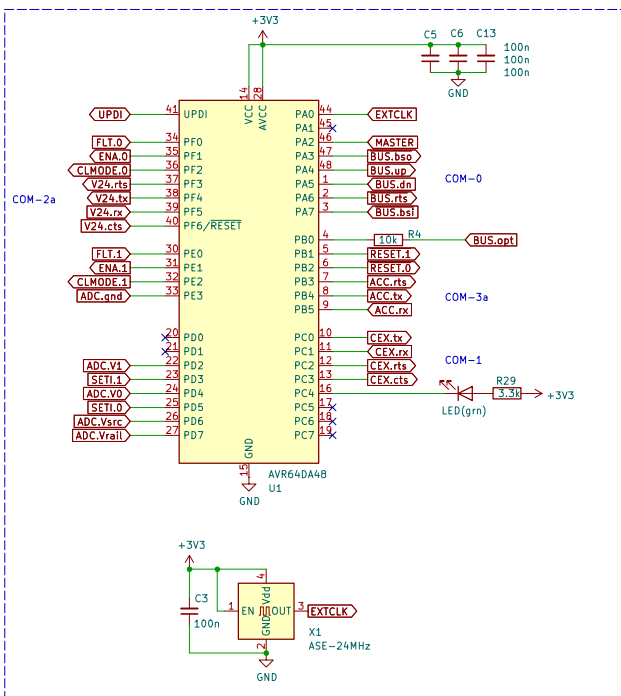 +3V3
C5 C6 C13
100n
100n
100n
GND
14 VCC
28 AVCC
UPDI 41 UPDI
PA0 44 EXTCLK
PA1 45
FLT.0 34 PF0
PA2 46 MASTER
ENA.0 35 PF1
PA3 47 BUS.bso
CLMODE.0 36 PF2
PA4 48 BUS.up
V24.rts 37 PF3
PA5 1 BUS.dn
COM-0
V24.tx 38 PF4
PA6 2 BUS.rts
COM-2a
V24.rx 39 PF5
PA7 3 BUS.bsi
V24.cts 40 PF6/RESET
PB0 4 10k R4 BUS.opt
FLT.1 30 PE0
PB1 5 RESET.1
ENA.1 31 PE1
PB2 6 RESET.0
CLMODE.1 32 PE2
PB3 7 ACC.rts
ADC.gnd 33 PE3
PB4 8 ACC.tx
COM-3a
PB5 9 ACC.rx
20 PD0
PC0 10 CEX.tx
21 PD1
PC1 11 CEX.rx
COM-1
ADC.V1 22 PD2
PC2 12 CEX.rts
SETI.1 23 PD3
PC3 13 CEX.cts
ADC.V0 24 PD4
PC4 16
LED(grn)
R29
3.3k
+3V3
SETI.0 25 PD5
PC5 17
ADC.Vsrc 26 PD6
PC6 18
ADC.Vrail 27 PD7
PC7 19
GND
15
GND
AVR64DA48
U1
+3V3
C3
100n
4 Vdd
1 EN OUT 3 EXTCLK
GND
2
X1
ASE-24MHz
GND